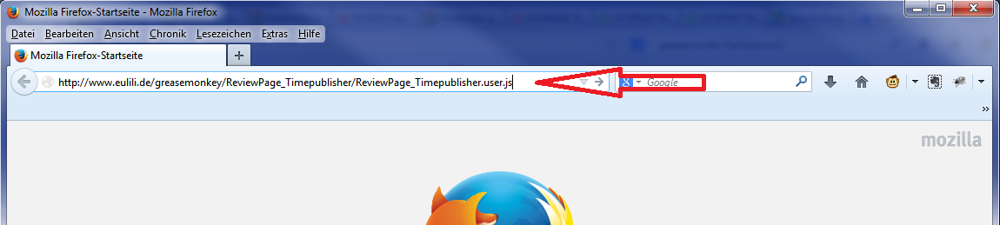 Mozilla Firefox-Startseite - Mozilla Firefox
Datei Bearbeiten Ansicht Chronik Lesezeichen Extras Hilfe
Mozilla Firefox-Startseite
http://www.eulili.de/greasemonkey/ReviewPage_Timepublisher/ReviewPage_Timepublisher.user.js Google
mozilla